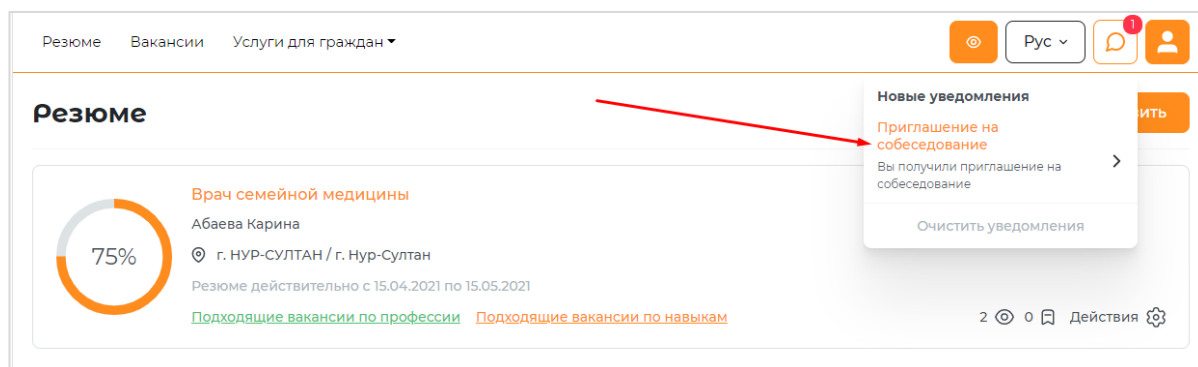 Резюме Вакансии Услуги для граждан Рус 1
Новые уведомления
Резюме
ить
Приглашение на
собеседование
Вы получили приглашение на
собеседование
Очистить уведомления
Врач семейной медицины
Абаева Карина
75%
г. НУР-СУЛТАН / г. Нур-Султан
Резюме действительно с 15.04.2021 по 15.05.2021
Подходящие вакансии по профессии Подходящие вакансии по навыкам 2 0 Действия